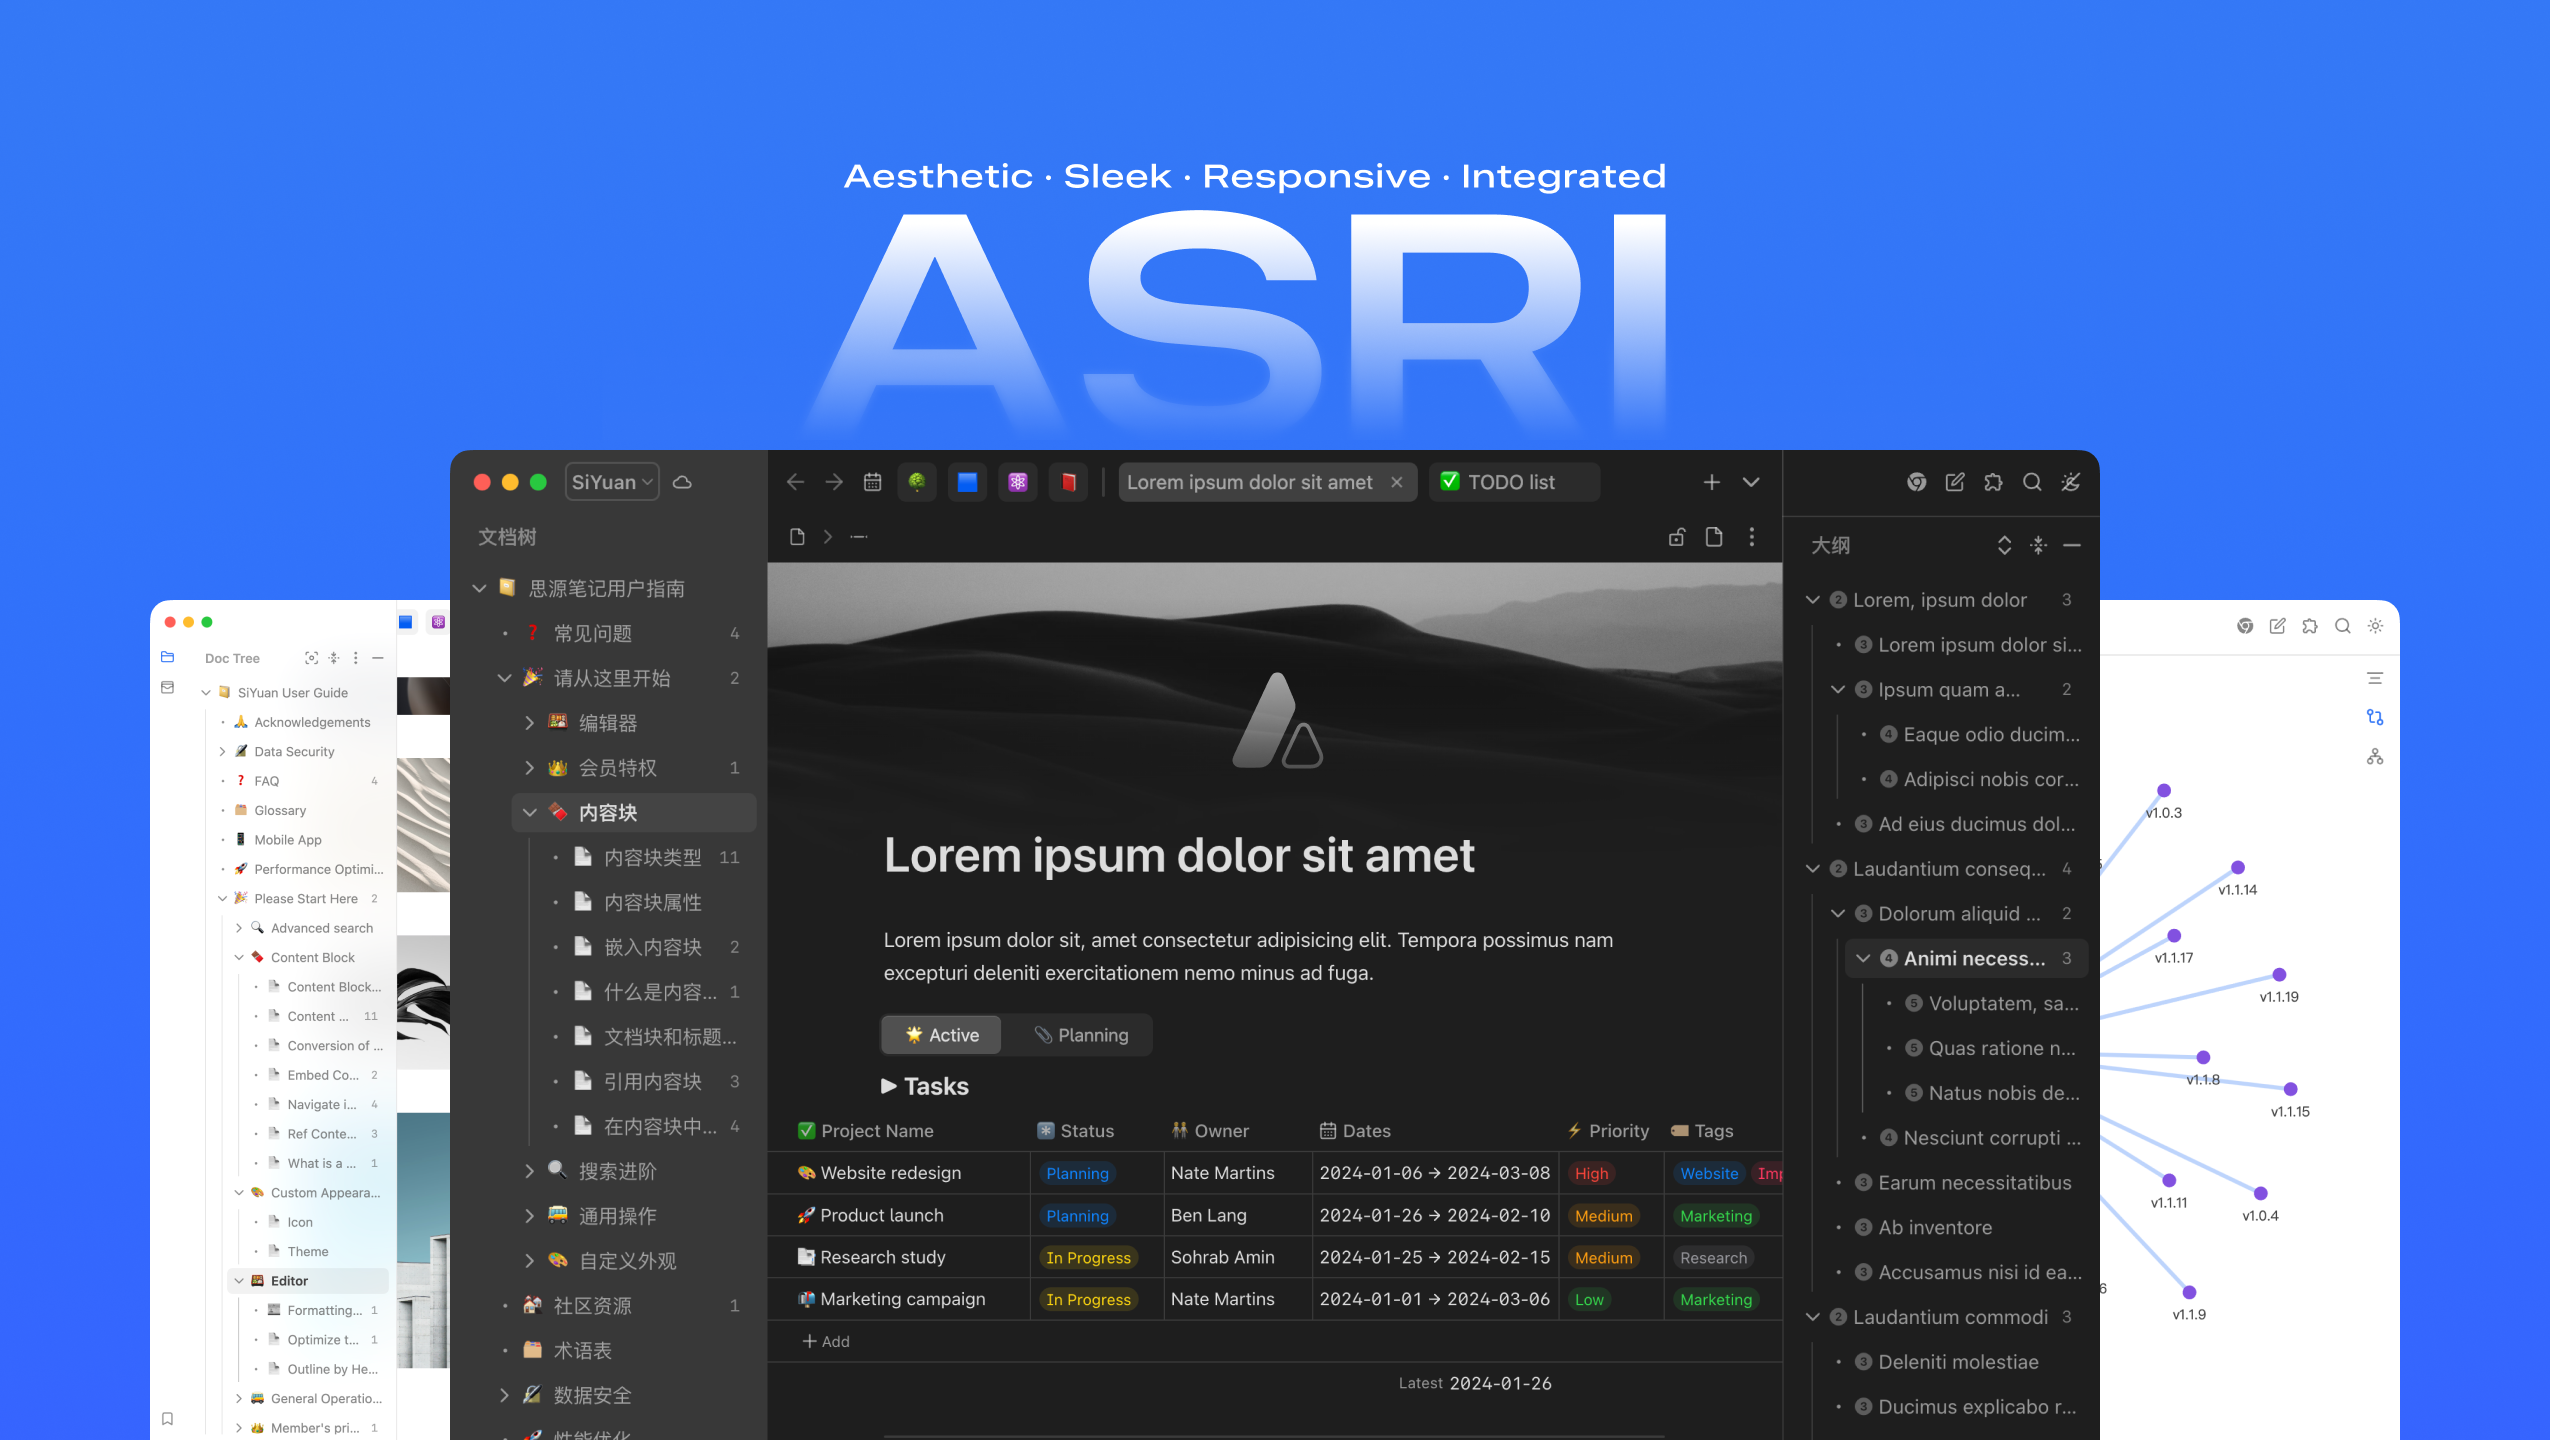 Aesthetic · Sleek · Responsive · Integrated
ASRI
SiYuan
Lorem ipsum dolor sit amet
TODO list
文档树
思源笔记用户指南
常见问题 4
请从这里开始 2
编辑器
会员特权 1
内容块
内容块类型 11
内容块属性
嵌入内容块 2
什么是内容... 1
文档块和标题...
引用内容块 3
在内容块中... 4
搜索进阶
通用操作
自定义外观
社区资源 1
术语表
数据安全
性能优化
Lorem ipsum dolor sit amet
Lorem ipsum dolor sit, amet consectetur adipisicing elit. Tempora possimus nam
excepturi deleniti exercitationem nemo minus ad fuga.
Active Planning
Tasks
Project Name Status Owner Dates Priority Tags
Website redesign Planning Nate Martins 2024-01-06 → 2024-03-08 High Website Imp
Product launch Planning Ben Lang 2024-01-26 → 2024-02-10 Medium Marketing
Research study In Progress Sohrab Amin 2024-01-25 → 2024-02-15 Medium Research
Marketing campaign In Progress Nate Martins 2024-01-01 → 2024-03-06 Low Marketing
Add
Latest 2024-01-26
大纲
2 Lorem, ipsum dolor 3
3 Lorem ipsum dolor si...
3 Ipsum quam a... 2
4 Eaque odio ducim...
4 Adipisci nobis cor...
3 Ad eius ducimus dol...
2 Laudantium conseq... 4
3 Dolorum aliquid ... 2
4 Animi necess... 3
5 Voluptatem, sa...
5 Quas ratione n...
5 Natus nobis de...
4 Nesciunt corrupti ...
3 Earum necessitatibus
3 Ab inventore
3 Accusamus nisi id ea...
2 Laudantium commodi 3
3 Deleniti molestiae
3 Ducimus explicabo r...
Doc Tree
SiYuan User Guide
Acknowledgements
Data Security
FAQ 4
Glossary
Mobile App
Performance Optimi...
Please Start Here 2
Advanced search
Content Block
Content Block...
Content ... 11
Conversion of ...
Embed Co... 2
Navigate i... 4
Ref Conte... 3
What is a ... 1
Custom Appeara...
Icon
Theme
Editor
Formatting... 1
Optimize t... 1
Outline by He...
General Operatio...
Member's pri... 1
v1.0.3
v1.1.14
v1.1.17
v1.1.19
v1.1.8
v1.1.15
v1.1.11
v1.0.4
v1.1.9